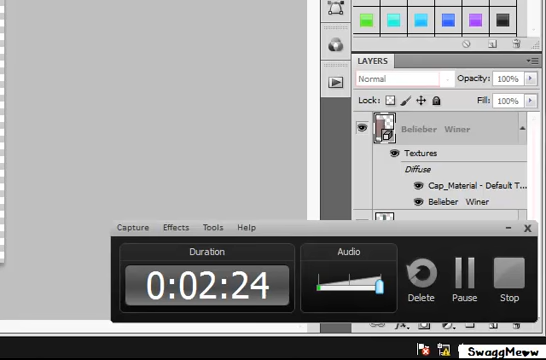 LAYERS
Normal Opacity: 100%
Lock: Fill: 100%
Belieber Winer
Textures
Diffuse
Cap_Material - Default T...
Belieber Winer
Capture Effects Tools Help
Duration Audio
0:02:24
Delete Pause Stop
SwaggMeow